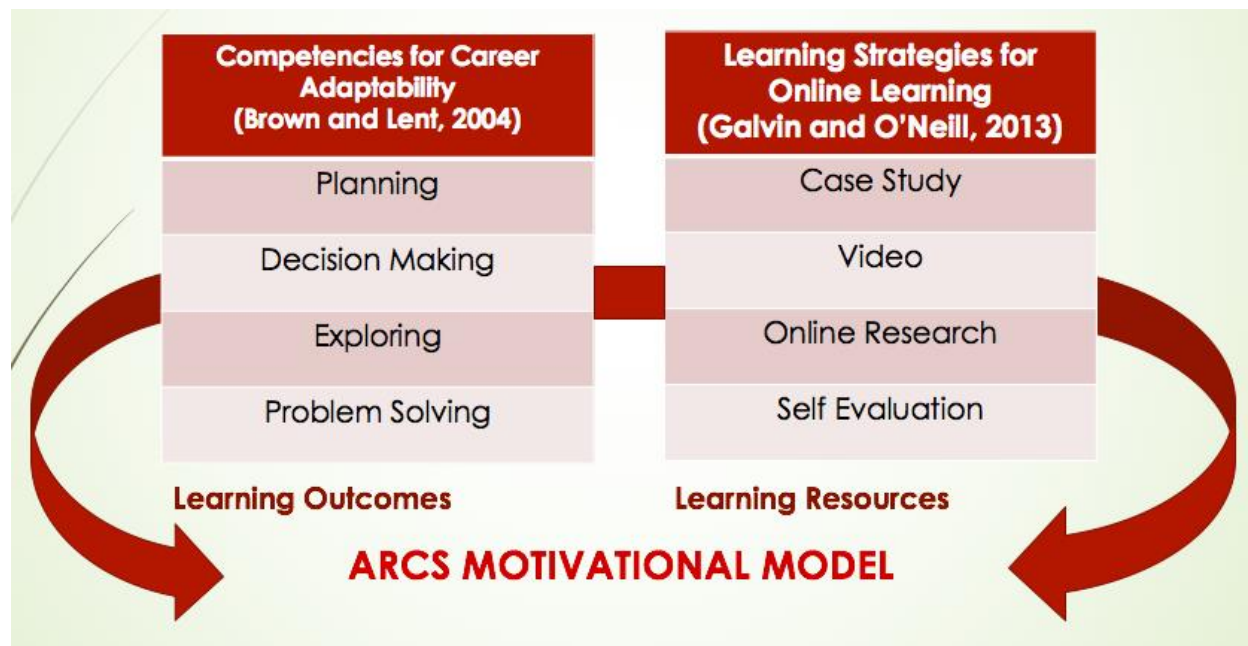 Competencies for Career
Adaptability
(Brown and Lent, 2004)
Planning
Decision Making
Exploring
Problem Solving
Learning Outcomes
Learning Strategies for
Online Learning
(Galvin and O'Neill, 2013)
Case Study
Video
Online Research
Self Evaluation
Learning Resources
ARCS MOTIVATIONAL MODEL